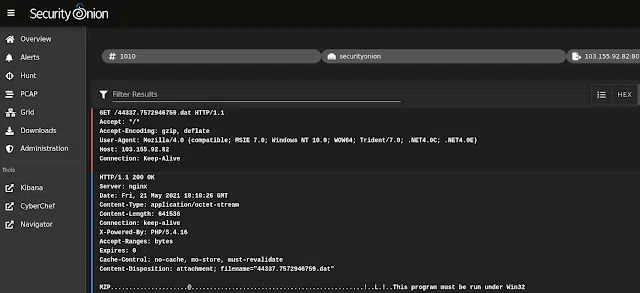 Security Onion
Overview
Alerts
Hunt
PCAP
Grid
Downloads
Administration
Tools
Kibana
CyberChef
Navigator
# 1010
securityonion
103.155.92.82:80
Filter Results
HEX
GET /44337.7572946759.dat HTTP/1.1
Accept: */*
Accept-Encoding: gzip, deflate
User-Agent: Mozilla/4.0 (compatible; MSIE 7.0; Windows NT 10.0; WOW64; Trident/7.0; .NET4.0C; .NET4.0E)
Host: 103.155.92.82
Connection: Keep-Alive
HTTP/1.1 200 OK
Server: nginx
Date: Fri, 21 May 2021 18:10:26 GMT
Content-Type: application/octet-stream
Content-Length: 641536
Connection: keep-alive
X-Powered-By: PHP/5.4.16
Accept-Ranges: bytes
Expires: 0
Cache-Control: no-cache, no-store, must-revalidate
Content-Disposition: attachment; filename="44337.7572946759.dat"
MZP....................@...........................................!..L.!..This program must be run under Win32